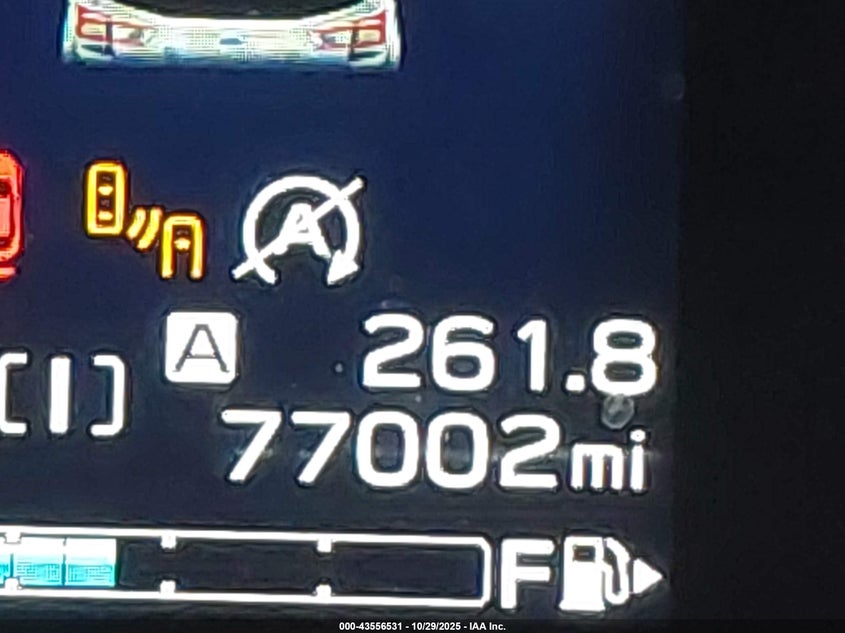 A
A 261.8
[I]
77002mi
F
000-43556531 - 10/29/2025 - IAA Inc.